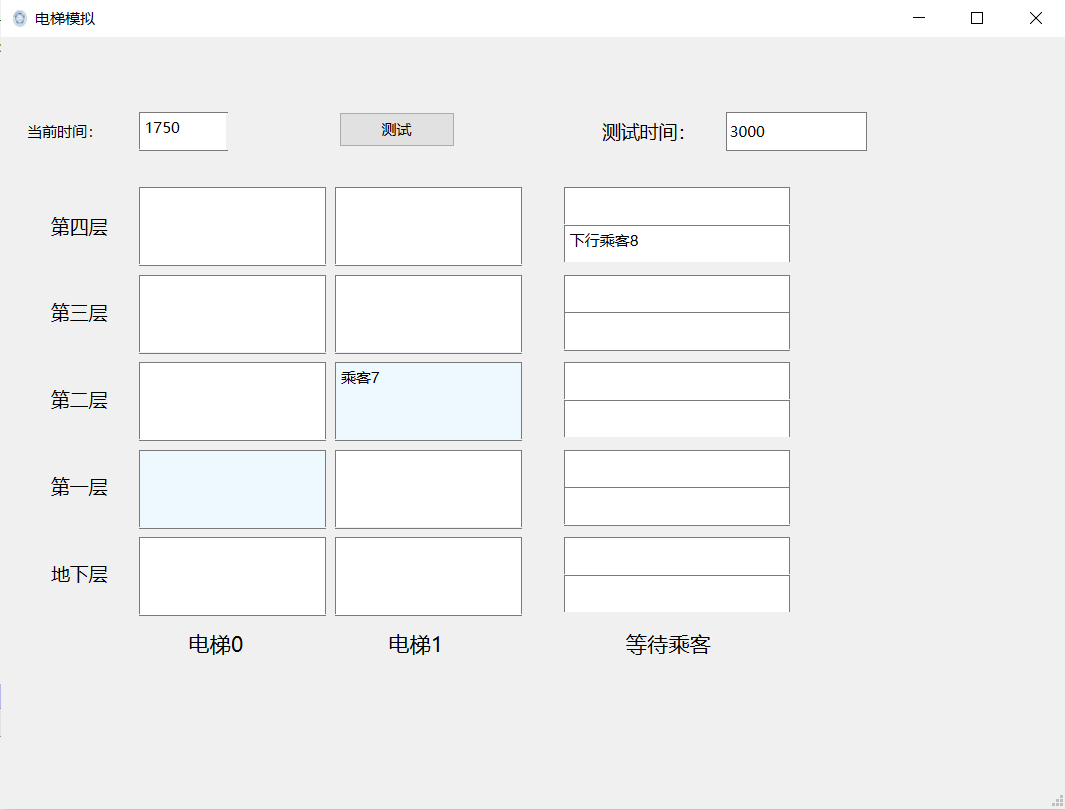 电梯模拟
当前时间：
1750
测试
测试时间：
3000
第四层
下行乘客8
第三层
第二层
乘客7
第一层
地下层
电梯0
电梯1
等待乘客